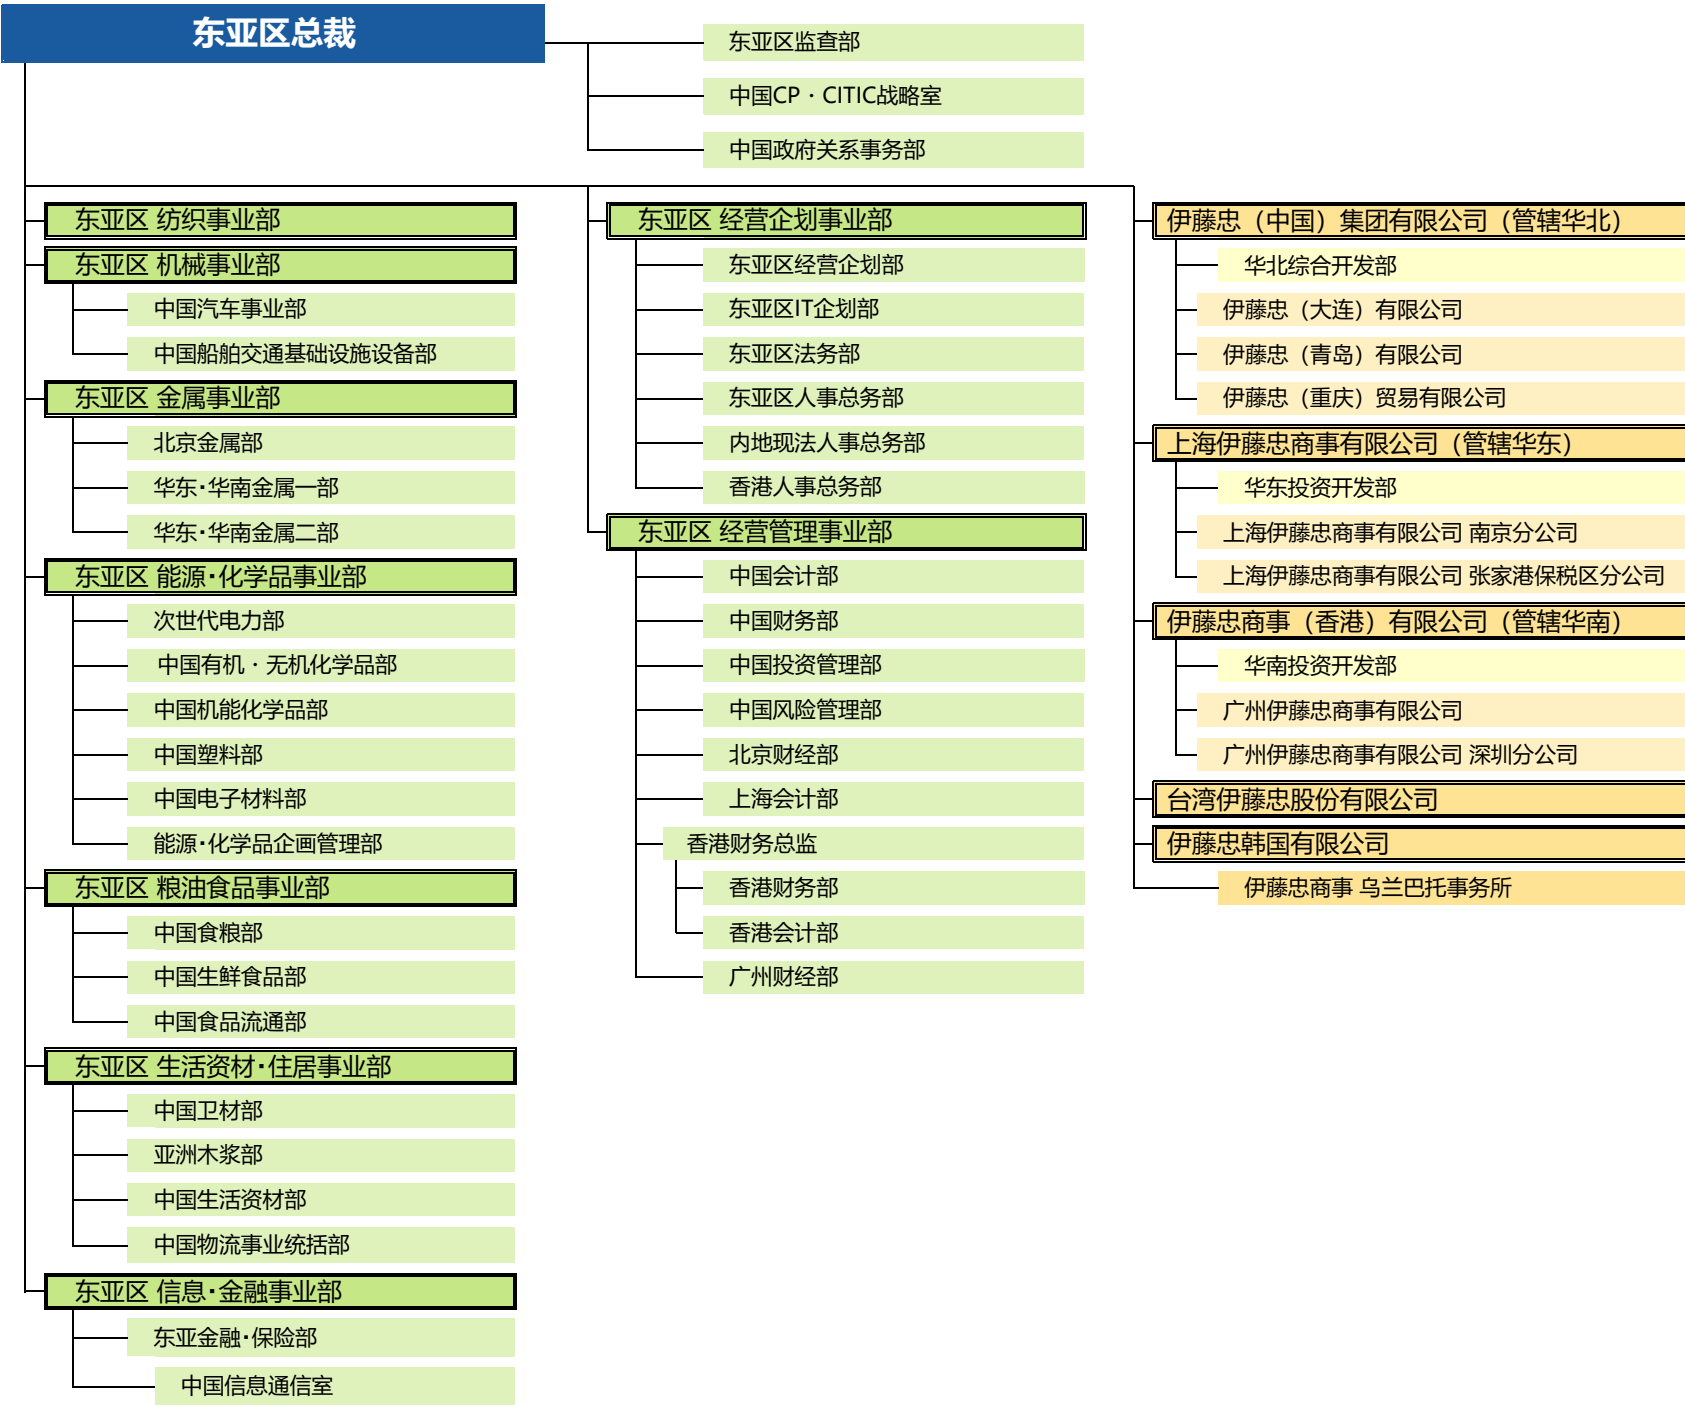 东亚区总裁
东亚区监查部
中国CP・CITIC战略室
中国政府关系事务部
东亚区 纺织事业部
东亚区 机械事业部
中国汽车事业部
中国船舶交通基础设施设备部
东亚区 金属事业部
北京金属部
华东・华南金属一部
华东・华南金属二部
东亚区 能源・化学品事业部
次世代电力部
中国有机・无机化学品部
中国机能化学品部
中国塑料部
中国电子材料部
能源・化学品企画管理部
东亚区 粮油食品事业部
中国食粮部
中国生鲜食品部
中国食品流通部
东亚区 生活资材・住居事业部
中国卫材部
亚洲木浆部
中国生活资材部
中国物流事业统括部
东亚区 信息・金融事业部
东亚金融・保险部
中国信息通信室
东亚区 经营企划事业部
东亚区经营企划部
东亚区IT企划部
东亚区法务部
东亚区人事总务部
内地现法人事总务部
香港人事总务部
东亚区 经营管理事业部
中国会计部
中国财务部
中国投资管理部
中国风险管理部
北京财经部
上海会计部
香港财务总监
香港财务部
香港会计部
广州财经部
伊藤忠（中国）集团有限公司（管辖华北）
华北综合开发部
伊藤忠（大连）有限公司
伊藤忠（青岛）有限公司
伊藤忠（重庆）贸易有限公司
上海伊藤忠商事有限公司（管辖华东）
华东投资开发部
上海伊藤忠商事有限公司 南京分公司
上海伊藤忠商事有限公司 张家港保税区分公司
伊藤忠商事（香港）有限公司（管辖华南）
华南投资开发部
广州伊藤忠商事有限公司
广州伊藤忠商事有限公司 深圳分公司
台湾伊藤忠股份有限公司
伊藤忠韩国有限公司
伊藤忠商事 乌兰巴托事务所